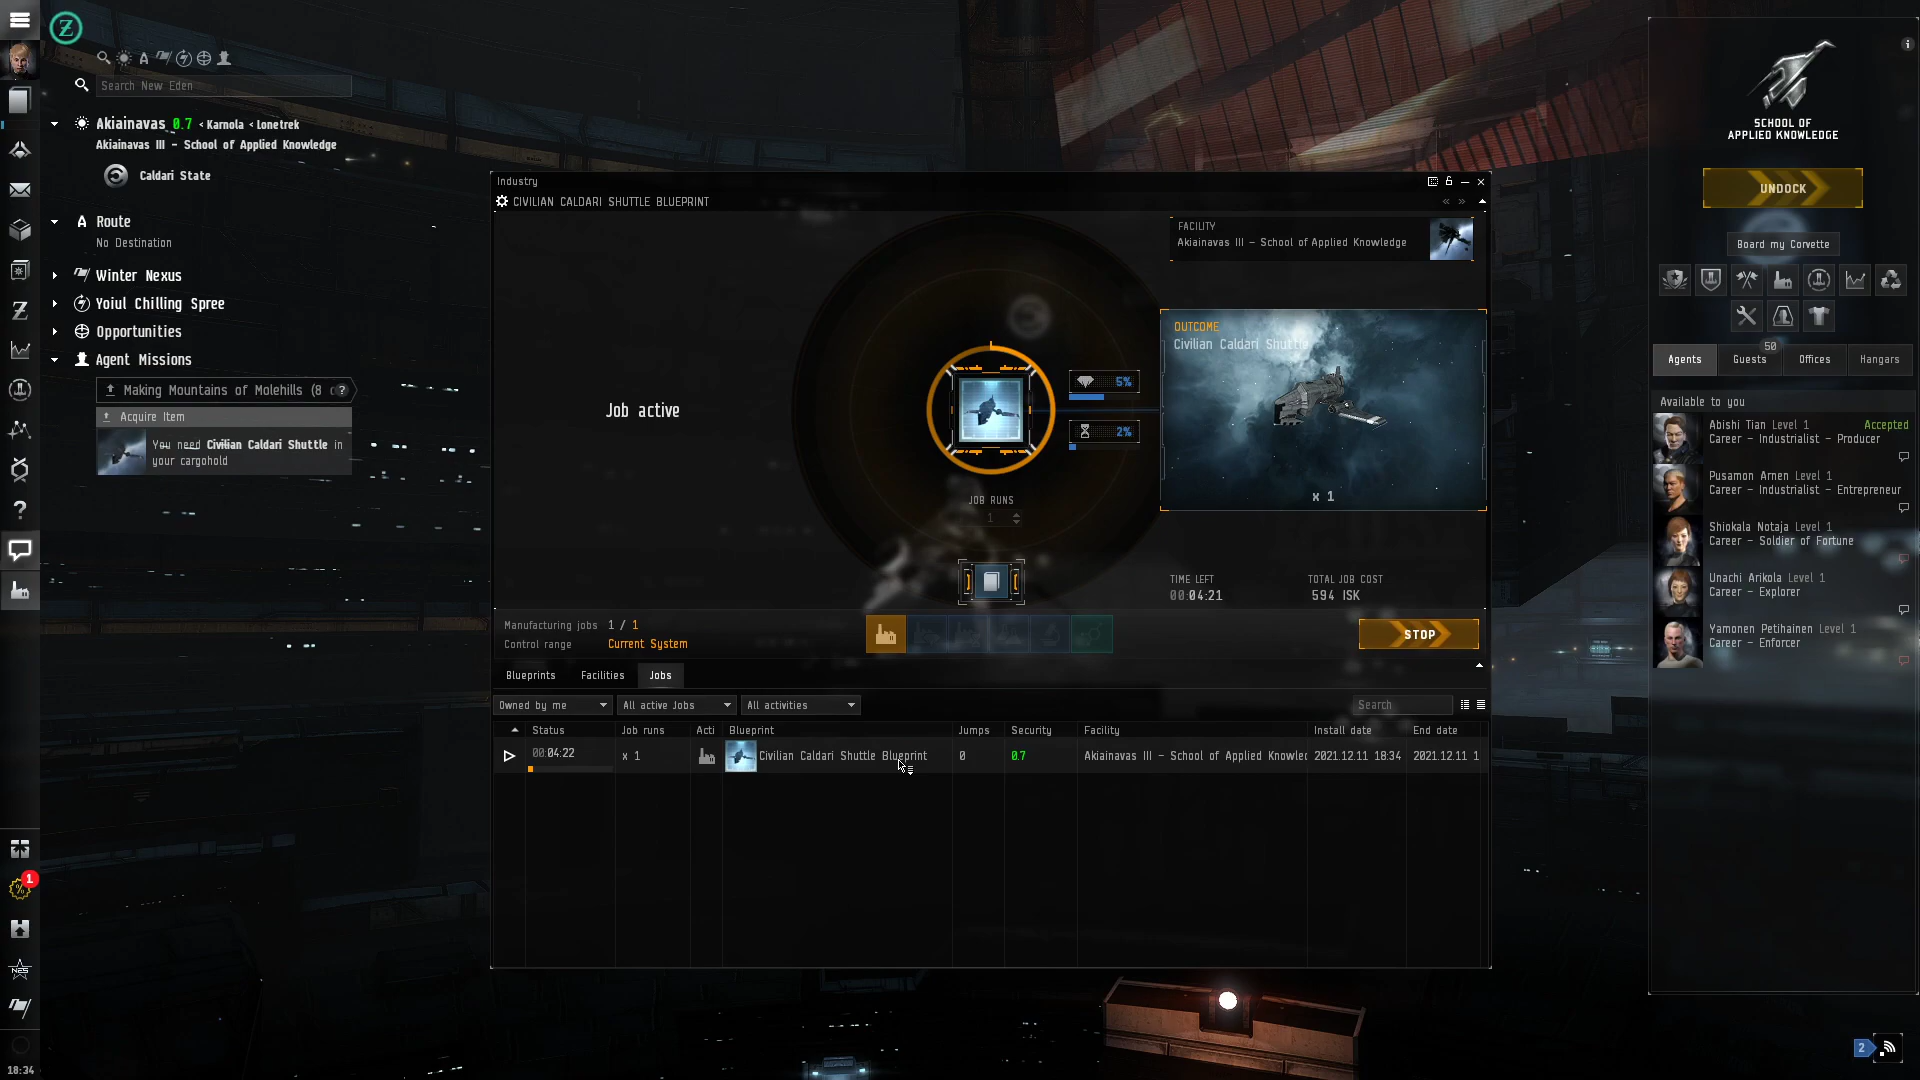 Search New Eden
Akiainavas 0.7 < Karnola < Lonetrek
Akiainavas III - School of Applied Knowledge
Caldari State
Route
No Destination
Winter Nexus
Yoiul Chilling Spree
Opportunities
Agent Missions
Making Mountains of Molehills (8
?
Acquire Item
You need Civilian Caldari Shuttle in
your cargohold
1
18:34
Industry
CIVILIAN CALDARI SHUTTLE BLUEPRINT
FACILITY
Akiainavas III - School of Applied Knowledge
Job active
5%
2%
OUTCOME
Civilian Caldari Shuttle
x 1
JOB RUNS
1
TIME LEFT
00:04:21
TOTAL JOB COST
594 ISK
Manufacturing jobs 1 / 1
Control range Current System
STOP
Blueprints Facilities Jobs
Owned by me All active Jobs All activities Search
Status Job runs Acti Blueprint Jumps Security Facility Install date End date
00:04:22 x 1 Civilian Caldari Shuttle Blueprint 0 0.7 Akiainavas III - School of Applied Knowlec 2021.12.11 18:34 2021.12.11 1
SCHOOL OF
APPLIED KNOWLEDGE
UNDOCK
Board my Corvette
50
Agents Guests Offices Hangars
Available to you
Abishi Tian Level 1 Accepted
Career - Industrialist - Producer
Pusamon Arnen Level 1
Career - Industrialist - Entrepreneur
Shiokala Notaja Level 1
Career - Soldier of Fortune
Unachi Arikola Level 1
Career - Explorer
Yamonen Petihainen Level 1
Career - Enforcer
2